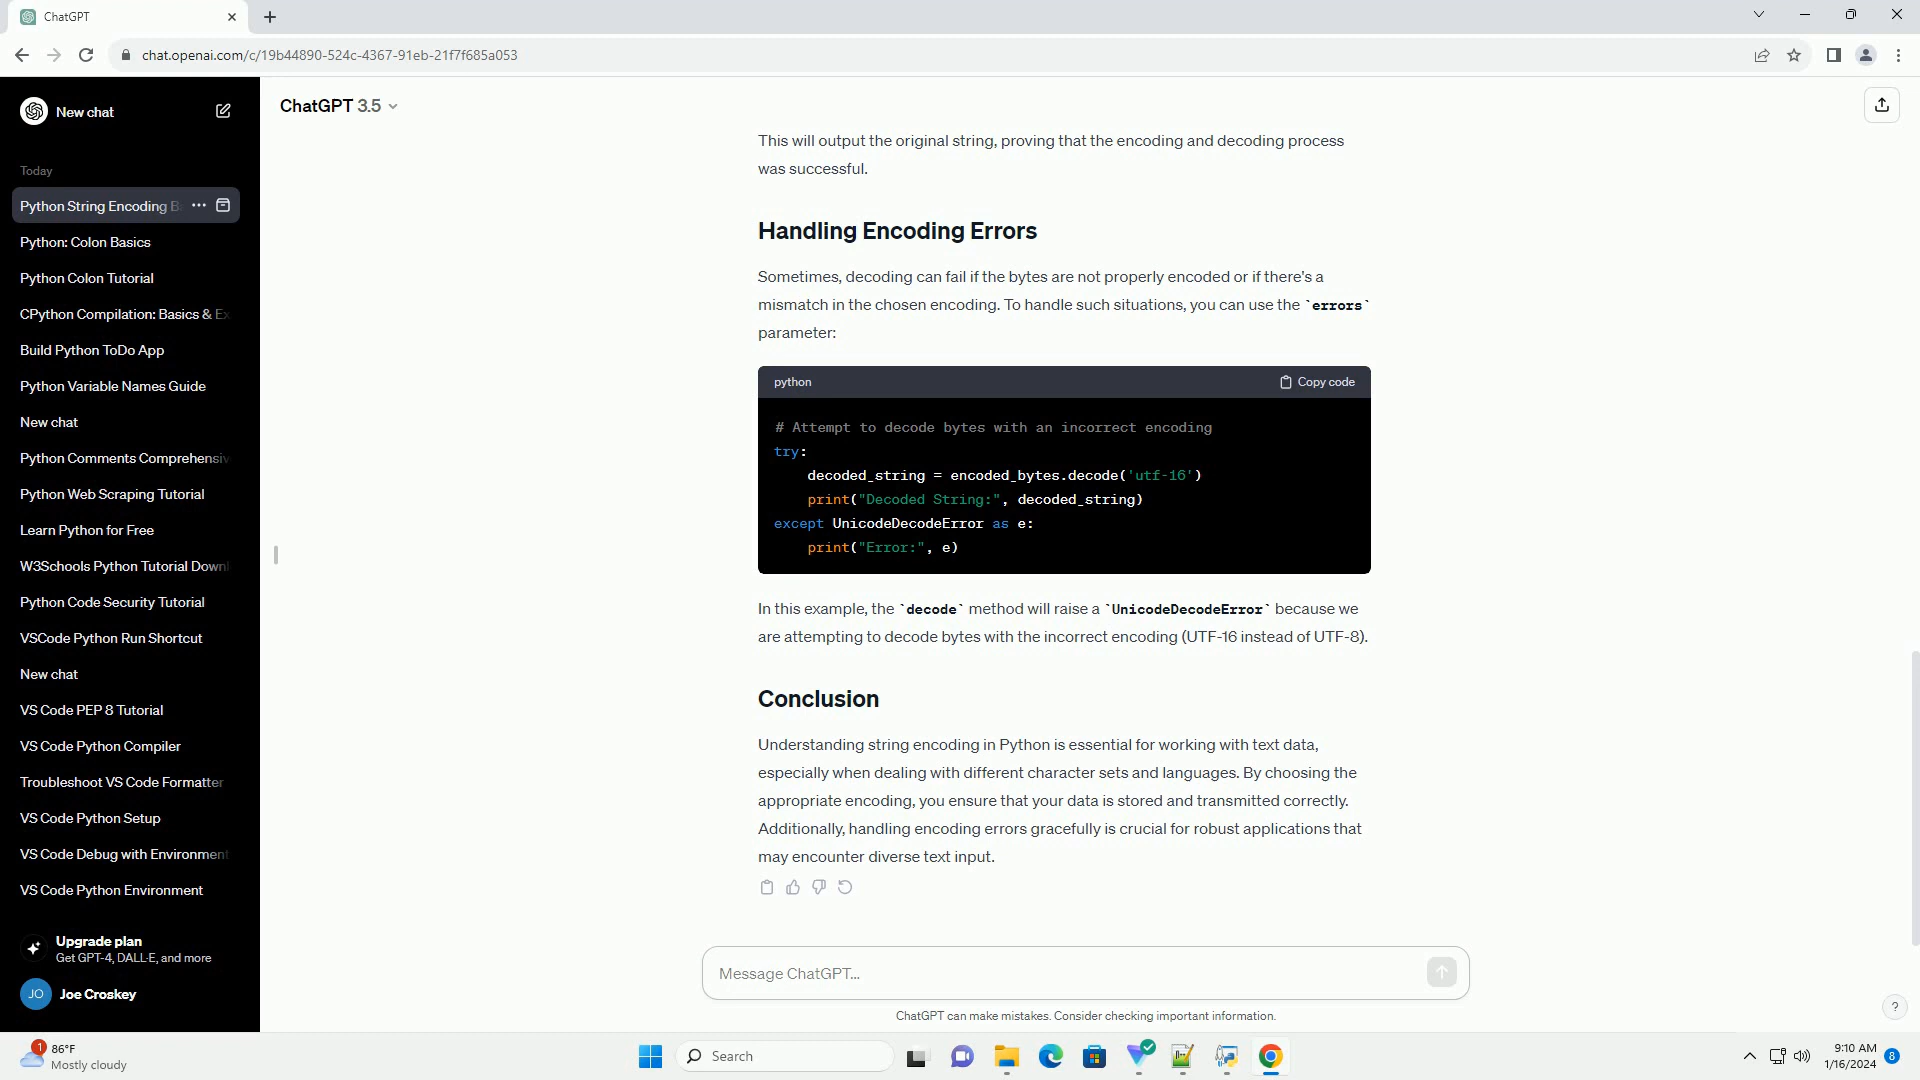 ChatGPT
chat.openai.com/c/19b44890-524c-4367-91eb-21f7f685a053
New chat
Today
Python String Encoding B
Python: Colon Basics
Python Colon Tutorial
CPython Compilation: Basics & Ex
Build Python ToDo App
Python Variable Names Guide
New chat
Python Comments Comprehensiv
Python Web Scraping Tutorial
Learn Python for Free
W3Schools Python Tutorial Down
Python Code Security Tutorial
VSCode Python Run Shortcut
New chat
VS Code PEP 8 Tutorial
VS Code Python Compiler
Troubleshoot VS Code Formatter
VS Code Python Setup
VS Code Debug with Environment
VS Code Python Environment
Upgrade plan
Get GPT-4, DALL·E, and more
JO Joe Croskey
ChatGPT 3.5
This will output the original string, proving that the encoding and decoding process
was successful.
Handling Encoding Errors
Sometimes, decoding can fail if the bytes are not properly encoded or if there's a
mismatch in the chosen encoding. To handle such situations, you can use the `errors`
parameter:
python Copy code
# Attempt to decode bytes with an incorrect encoding
try:
    decoded_string = encoded_bytes.decode('utf-16')
    print("Decoded String:", decoded_string)
except UnicodeDecodeError as e:
    print("Error:", e)
In this example, the `decode` method will raise a `UnicodeDecodeError` because we
are attempting to decode bytes with the incorrect encoding (UTF-16 instead of UTF-8).
Conclusion
Understanding string encoding in Python is essential for working with text data,
especially when dealing with different character sets and languages. By choosing the
appropriate encoding, you ensure that your data is stored and transmitted correctly.
Additionally, handling encoding errors gracefully is crucial for robust applications that
may encounter diverse text input.
Message ChatGPT...
ChatGPT can make mistakes. Consider checking important information.
?
1
86°F
Mostly cloudy
Search
9:10 AM
1/16/2024
8